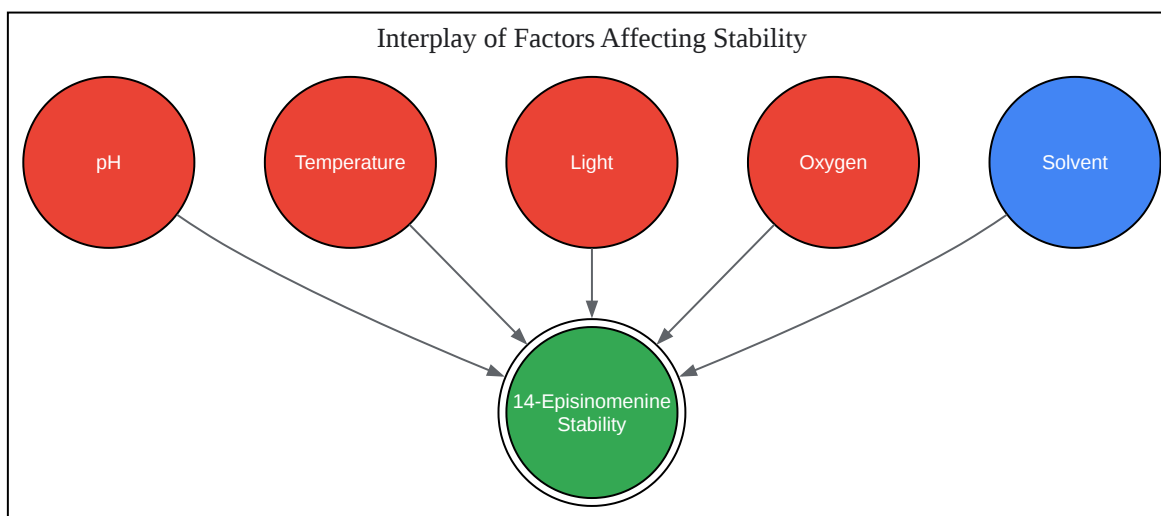 Interplay of Factors Affecting Stability
pH
Temperature
Light
Oxygen
Solvent
14-Episinomenine
Stability